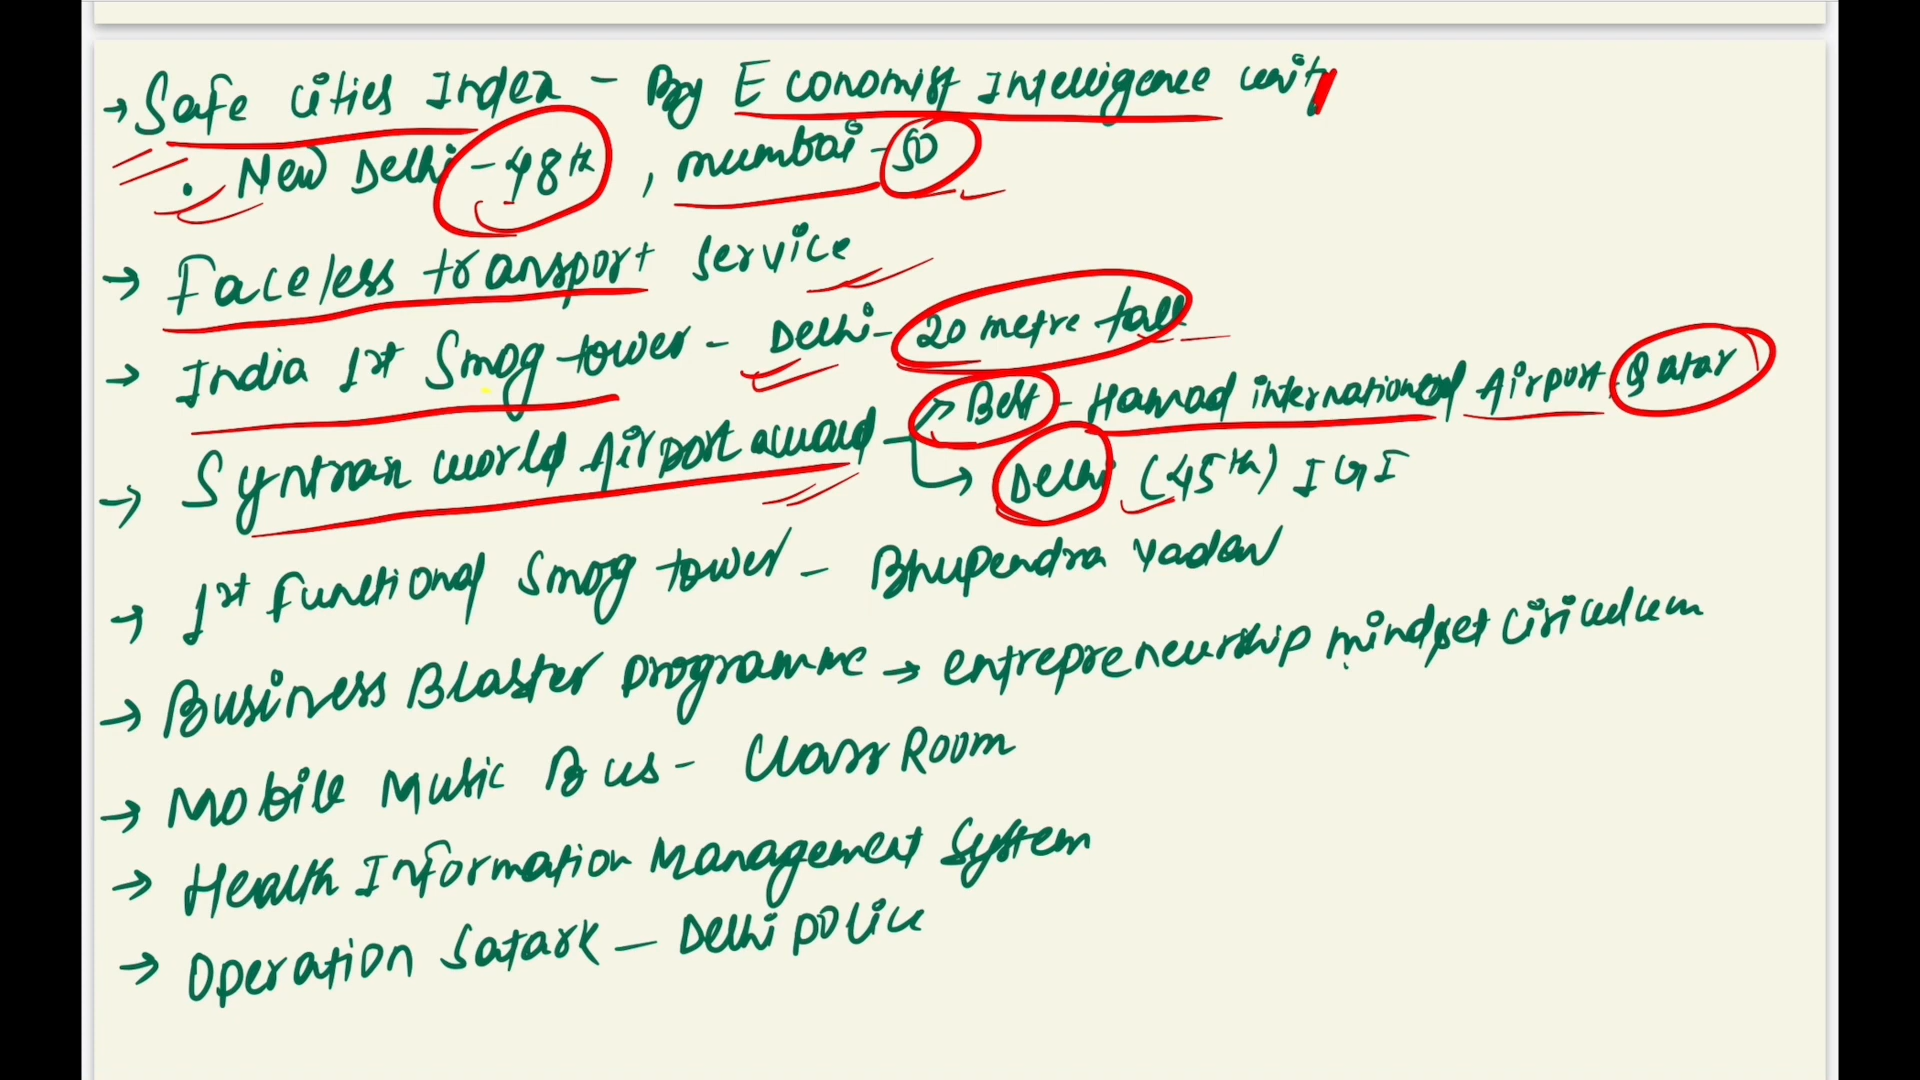 → Safe cities Index - By Economist Intelligence unit
. New Delhi - 48th , mumbai - 50
→ Faceless transport service
→ India 1st Smog tower - Delhi - 20 metre tall
→ Syntrax world Airport award → Best - Hamad international Airport Qatar
→ Delhi (45th) IGI
→ 1st Functional Smog tower - Bhupendra Yadav
→ Business Blaster programme → entrepreneurship mindset ciriculum
→ Mobile Music Bus - Class Room
→ Health Information Management System
→ Operation Satark - Delhi police